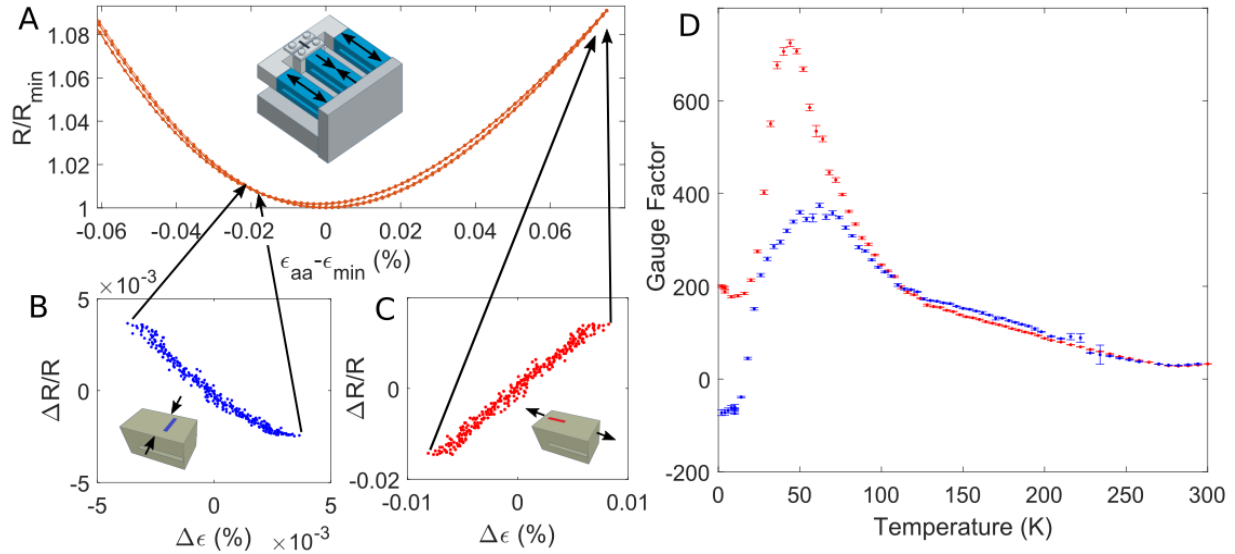 A
R/R_min
1.08
1.06
1.04
1.02
1
-0.06 -0.04 -0.02 0 0.02 0.04 0.06
ϵ_aa-ϵ_min (%)
B
×10^-3
ΔR/R
5
0
-5
-5 0 5
Δϵ (%) ×10^-3
C
ΔR/R
0
-0.02
-0.01 0 0.01
Δϵ (%)
D
Gauge Factor
600
400
200
0
-200
0 50 100 150 200 250 300
Temperature (K)